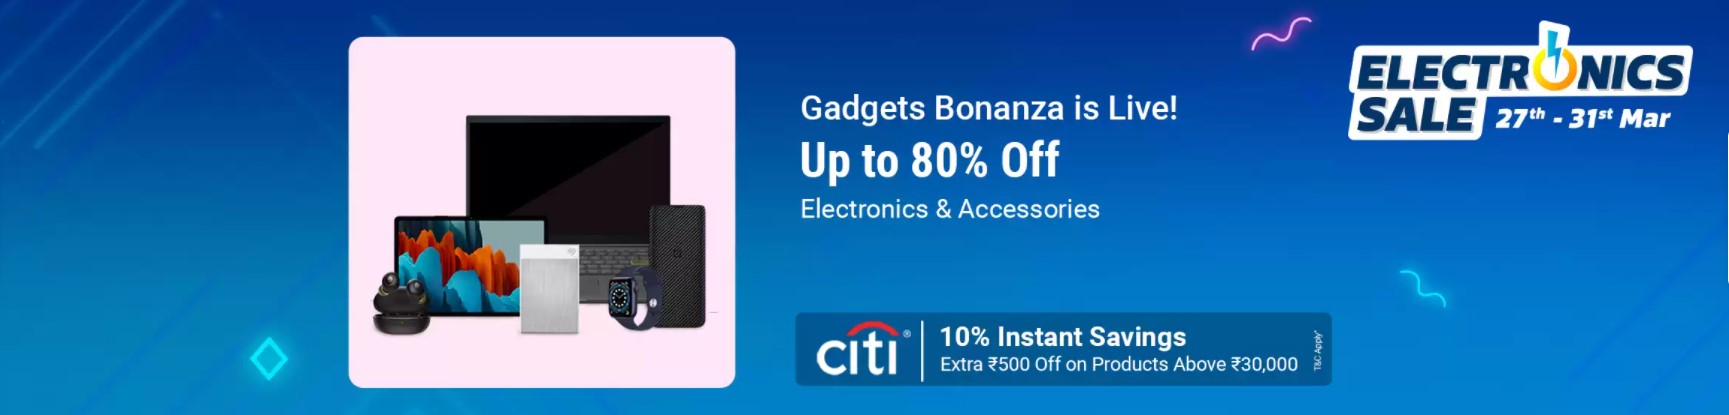 Gadgets Bonanza is Live!
Up to 80% Off
Electronics & Accessories
citi®
10% Instant Savings
Extra ₹500 Off on Products Above ₹30,000
T&C Apply*
ELECTRONICS
SALE 27th - 31st Mar